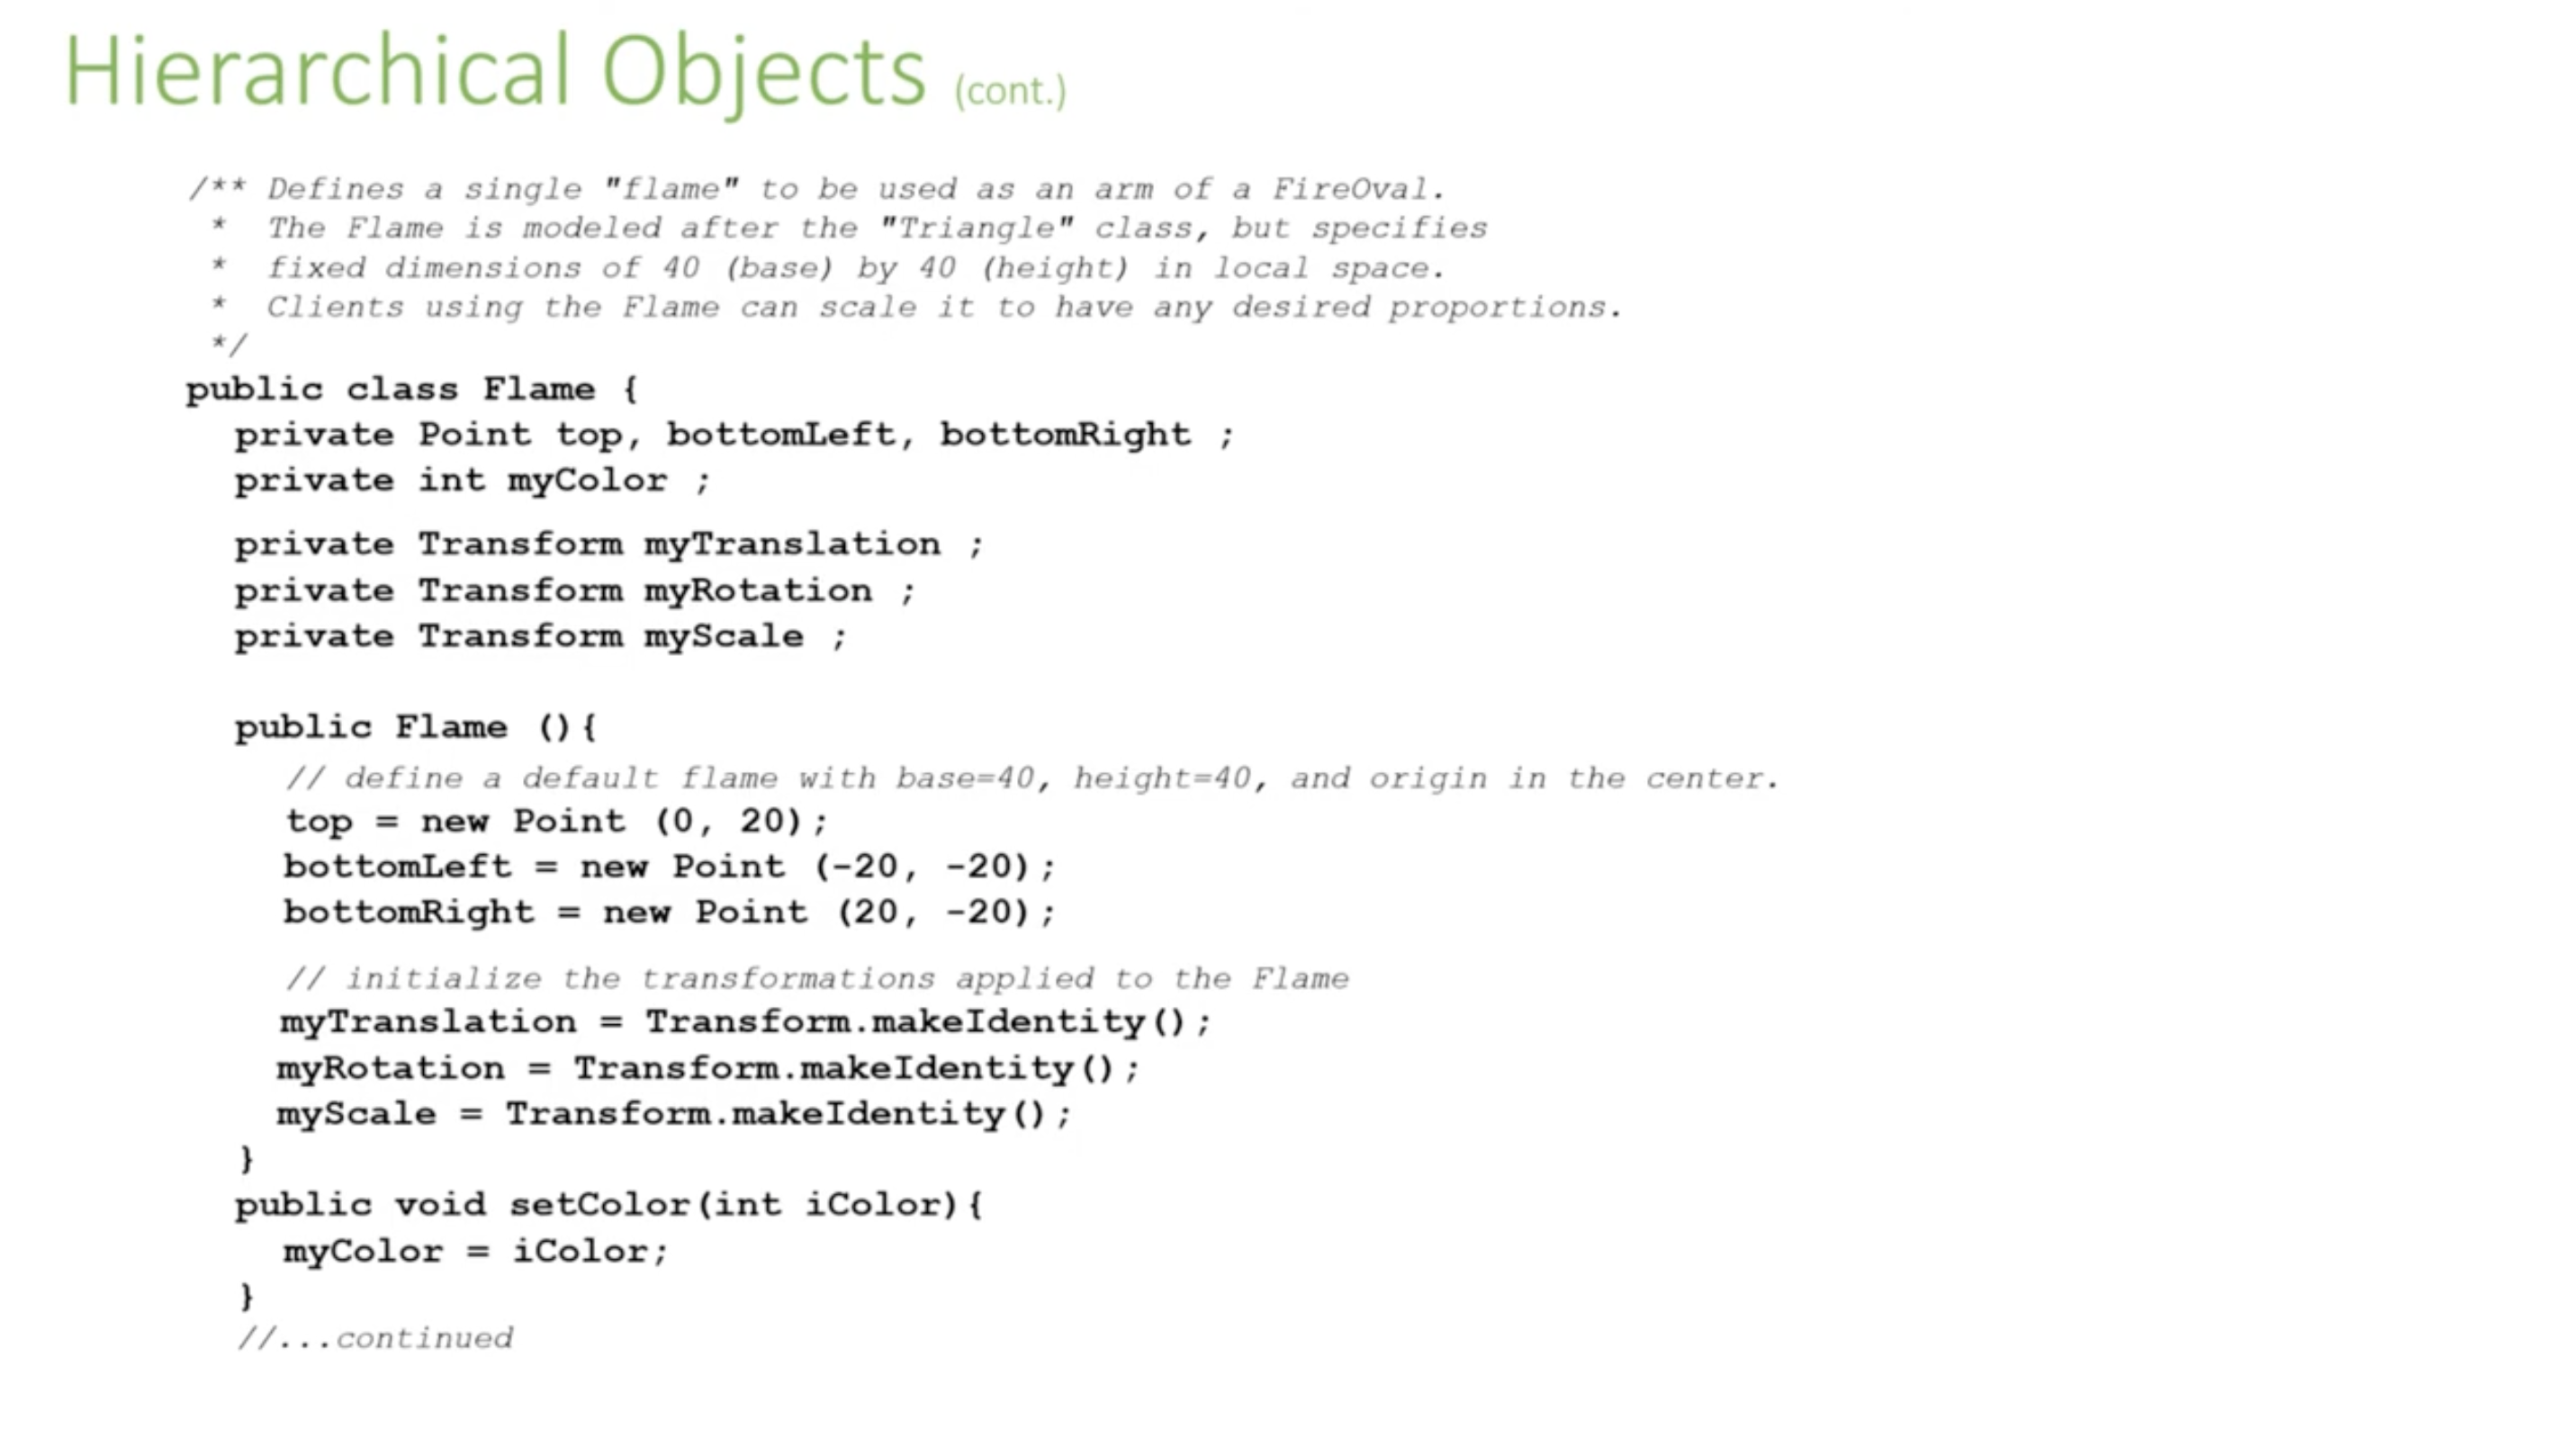 Hierarchical Objects (cont.)
/** Defines a single "flame" to be used as an arm of a FireOval.
* The Flame is modeled after the "Triangle" class, but specifies
* fixed dimensions of 40 (base) by 40 (height) in local space.
* Clients using the Flame can scale it to have any desired proportions.
*/
public class Flame {
private Point top, bottomLeft, bottomRight ;
private int myColor ;
private Transform myTranslation ;
private Transform myRotation ;
private Transform myScale ;
public Flame (){
// define a default flame with base=40, height=40, and origin in the center.
top = new Point (0, 20);
bottomLeft = new Point (-20, -20);
bottomRight = new Point (20, -20);
// initialize the transformations applied to the Flame
myTranslation = Transform.makeIdentity();
myRotation = Transform.makeIdentity();
myScale = Transform.makeIdentity();
}
public void setColor(int iColor){
myColor = iColor;
}
//...continued